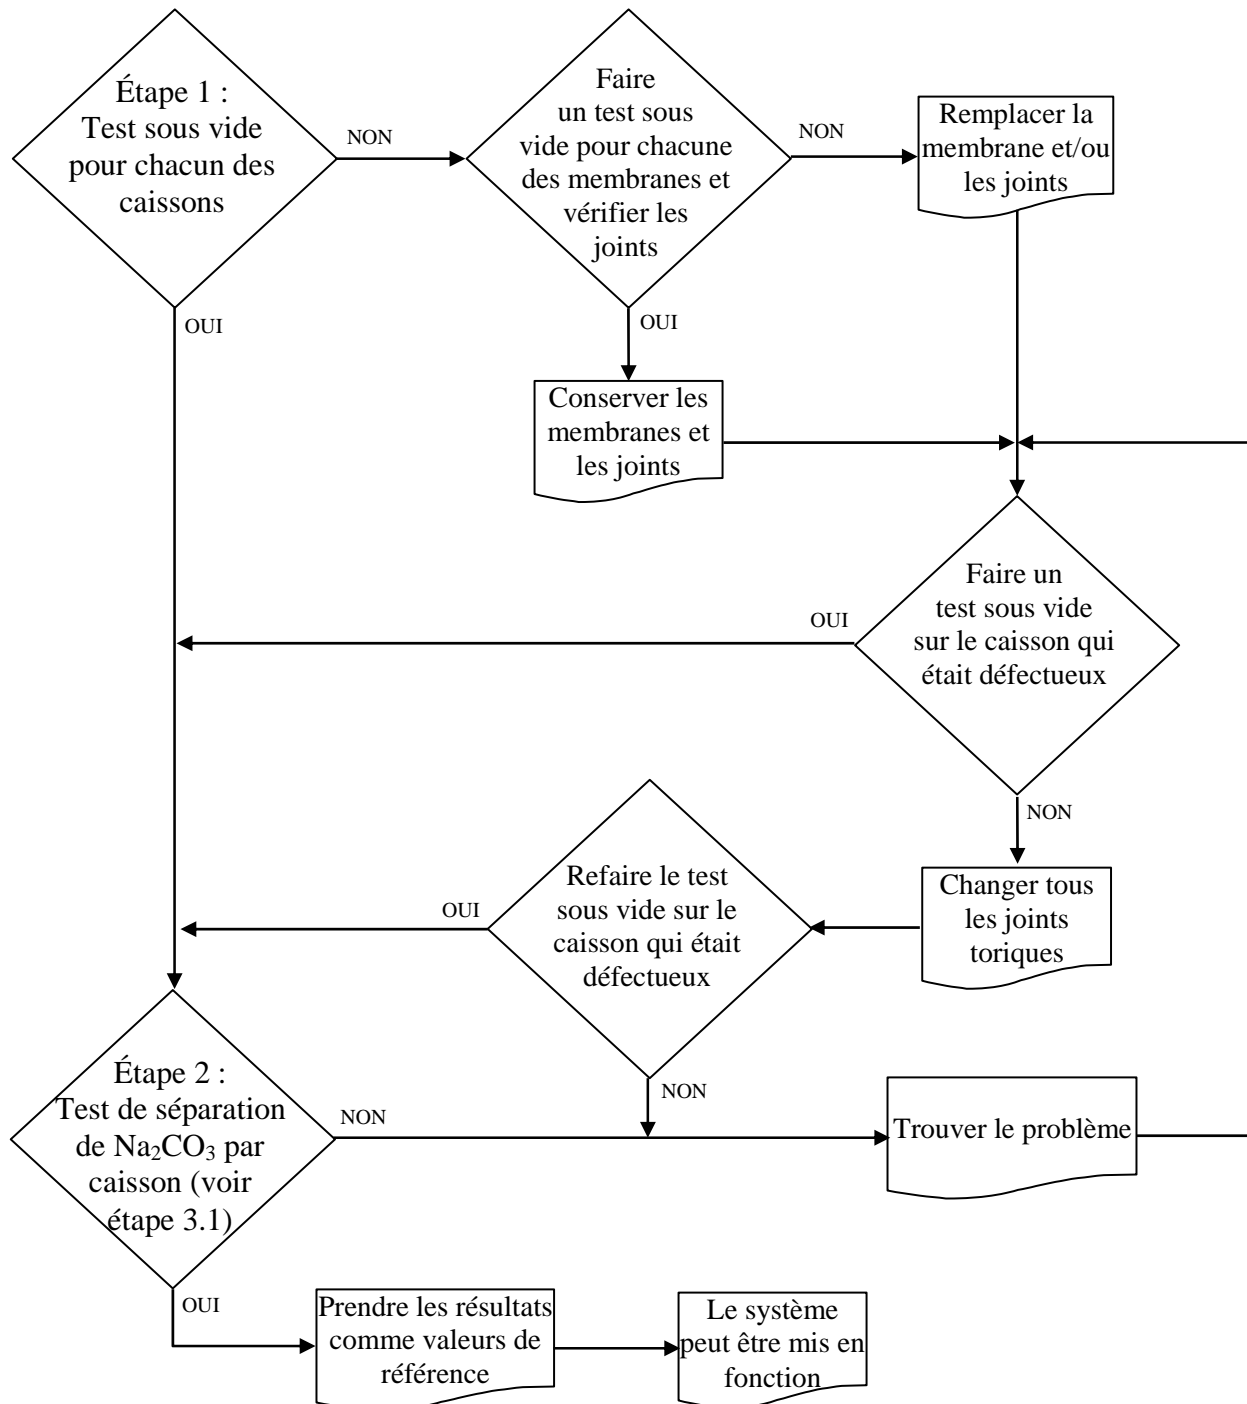 Étape 1 :
Test sous vide
pour chacun des
caissons
NON
OUI
Faire
un test sous
vide pour chacune
des membranes et
vérifier les
joints
NON
OUI
Remplacer la
membrane et/ou
les joints
Conserver les
membranes et
les joints
Faire un
test sous vide
sur le caisson qui
était défectueux
OUI
NON
Changer tous
les joints
toriques
Refaire le test
sous vide sur le
caisson qui était
défectueux
OUI
NON
Étape 2 :
Test de séparation
de Na₂CO₃ par
caisson (voir
étape 3.1)
NON
OUI
Trouver le problème
Prendre les résultats
comme valeurs de
référence
Le système
peut être mis en
fonction